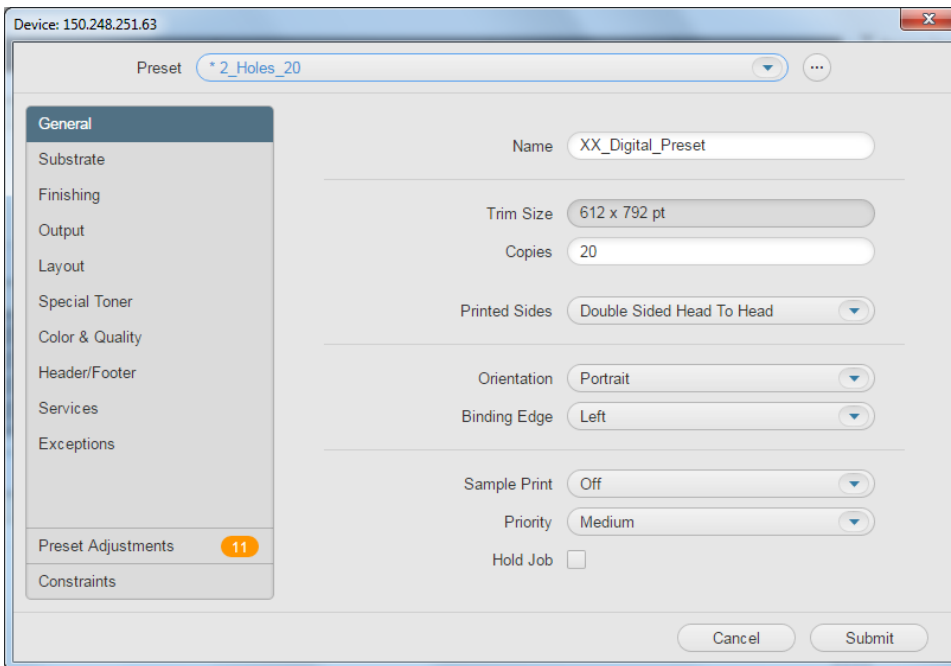 Device: 150.248.251.63
Preset * 2_Holes_20 ...
General
Substrate
Finishing
Output
Layout
Special Toner
Color & Quality
Header/Footer
Services
Exceptions
Preset Adjustments 11
Constraints
Name XX_Digital_Preset
Trim Size 612 x 792 pt
Copies 20
Printed Sides Double Sided Head To Head
Orientation Portrait
Binding Edge Left
Sample Print Off
Priority Medium
Hold Job
Cancel Submit